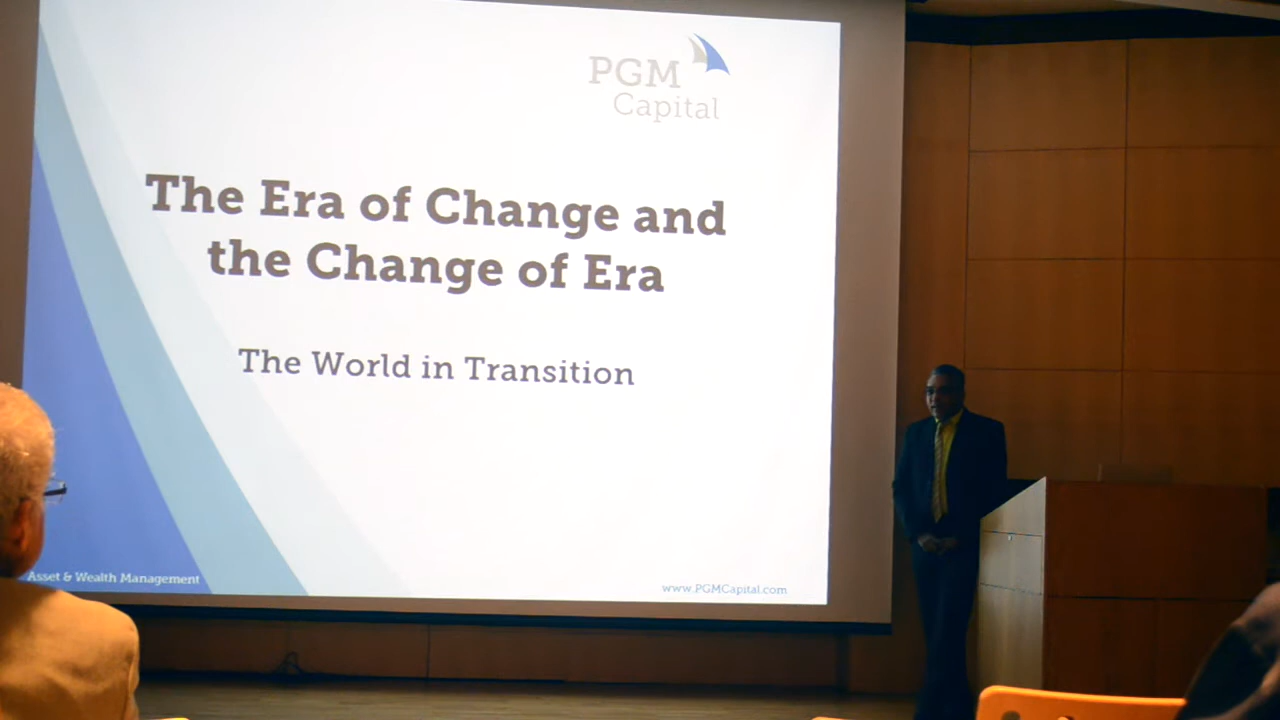 PGM
Capital
The Era of Change and
the Change of Era
The World in Transition
Asset & Wealth Management
www.PGMCapital.com